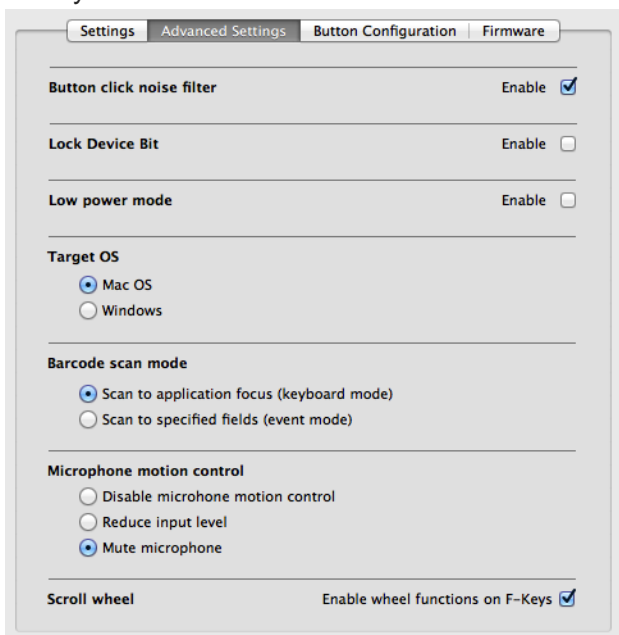 Settings Advanced Settings Button Configuration Firmware
Button click noise filter Enable
Lock Device Bit Enable
Low power mode Enable
Target OS
Mac OS
Windows
Barcode scan mode
Scan to application focus (keyboard mode)
Scan to specified fields (event mode)
Microphone motion control
Disable microhone motion control
Reduce input level
Mute microphone
Scroll wheel Enable wheel functions on F-Keys